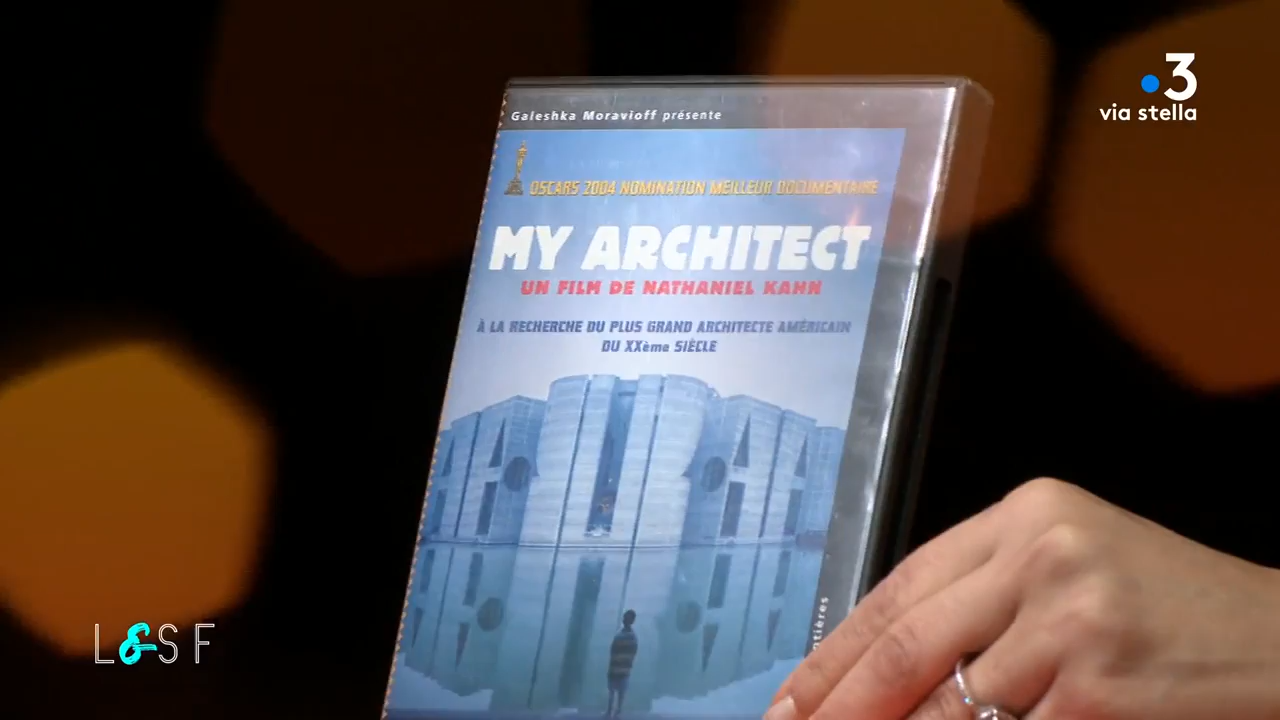 3
via stella
Galeshka Moravioff présente
OSCARS 2004 NOMINATION MEILLEUR DOCUMENTAIRE
MY ARCHITECT
UN FILM DE NATHANIEL KAHN
À LA RECHERCHE DU PLUS GRAND ARCHITECTE AMÉRICAIN
DU XXème SIÈCLE
L&SF